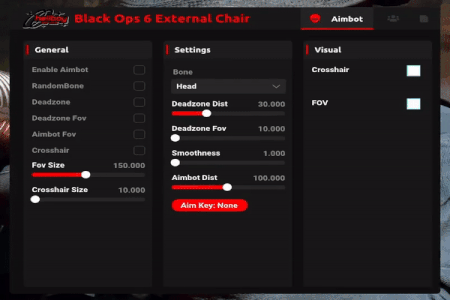 Black Ops 6 External Chair
Aimbot
General
Enable Aimbot
RandomBone
Deadzone
Deadzone Fov
Aimbot Fov
Crosshair
Fov Size 150.000
Crosshair Size 10.000
Settings
Bone
Head
Deadzone Dist 30.000
Deadzone Fov 10.000
Smoothness 1.000
Aimbot Dist 100.000
Aim Key: None
Visual
Crosshair
FOV